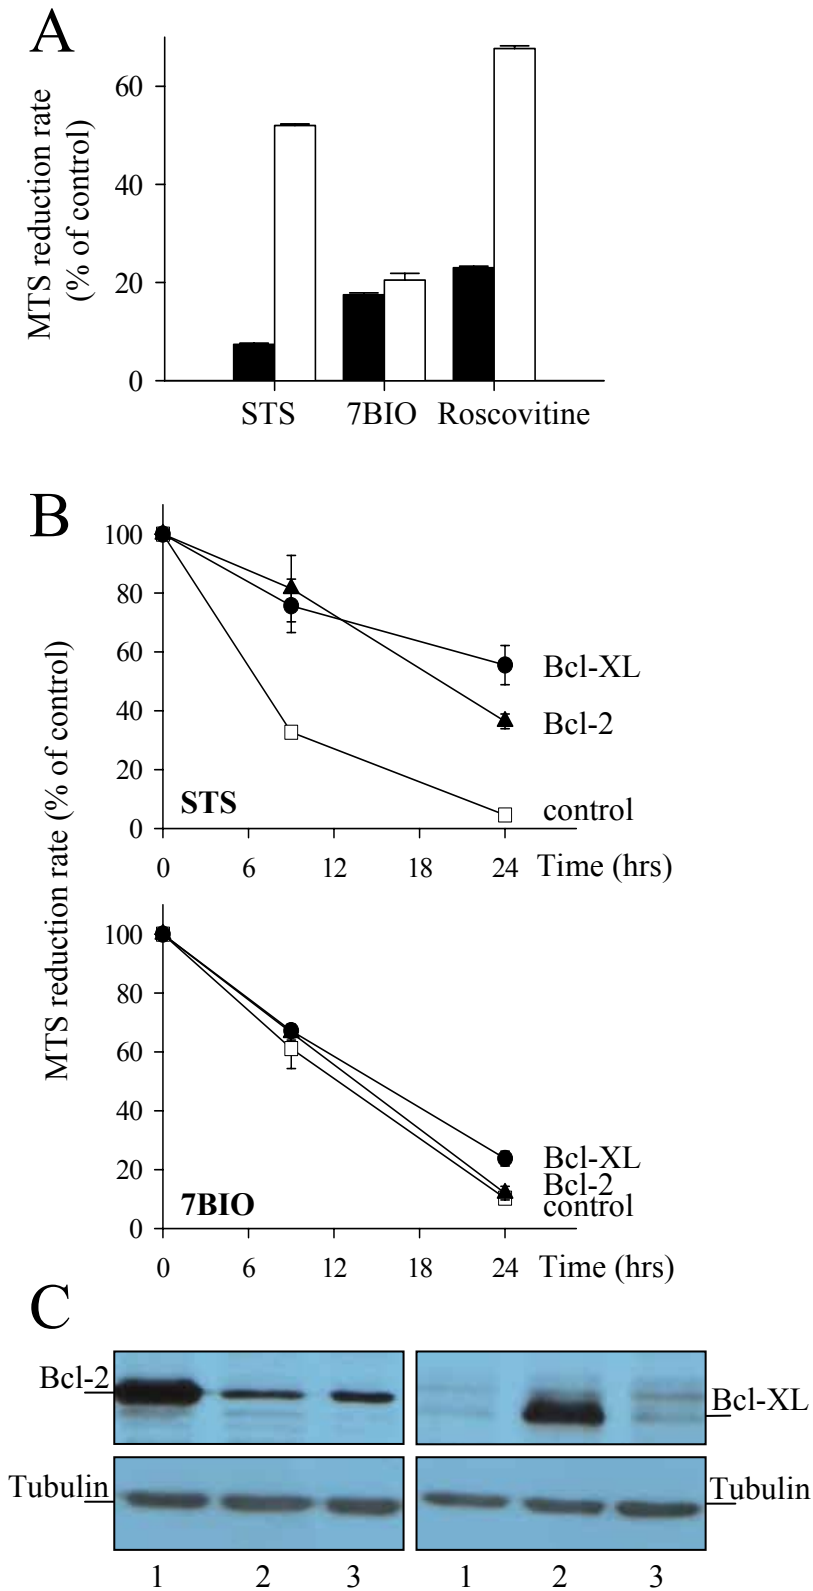 A
MTS reduction rate
(% of control)
60
40
20
0
STS 7BIO Roscovitine
B
MTS reduction rate (% of control)
100
80
60
40
20
0
Bcl-XL
Bcl-2
control
STS
0 6 12 18 24 Time (hrs)
100
80
60
40
20
0
Bcl-XL
Bcl-2
control
7BIO
0 6 12 18 24 Time (hrs)
C
Bcl-2
Bcl-XL
Tubulin
Tubulin
1 2 3 1 2 3